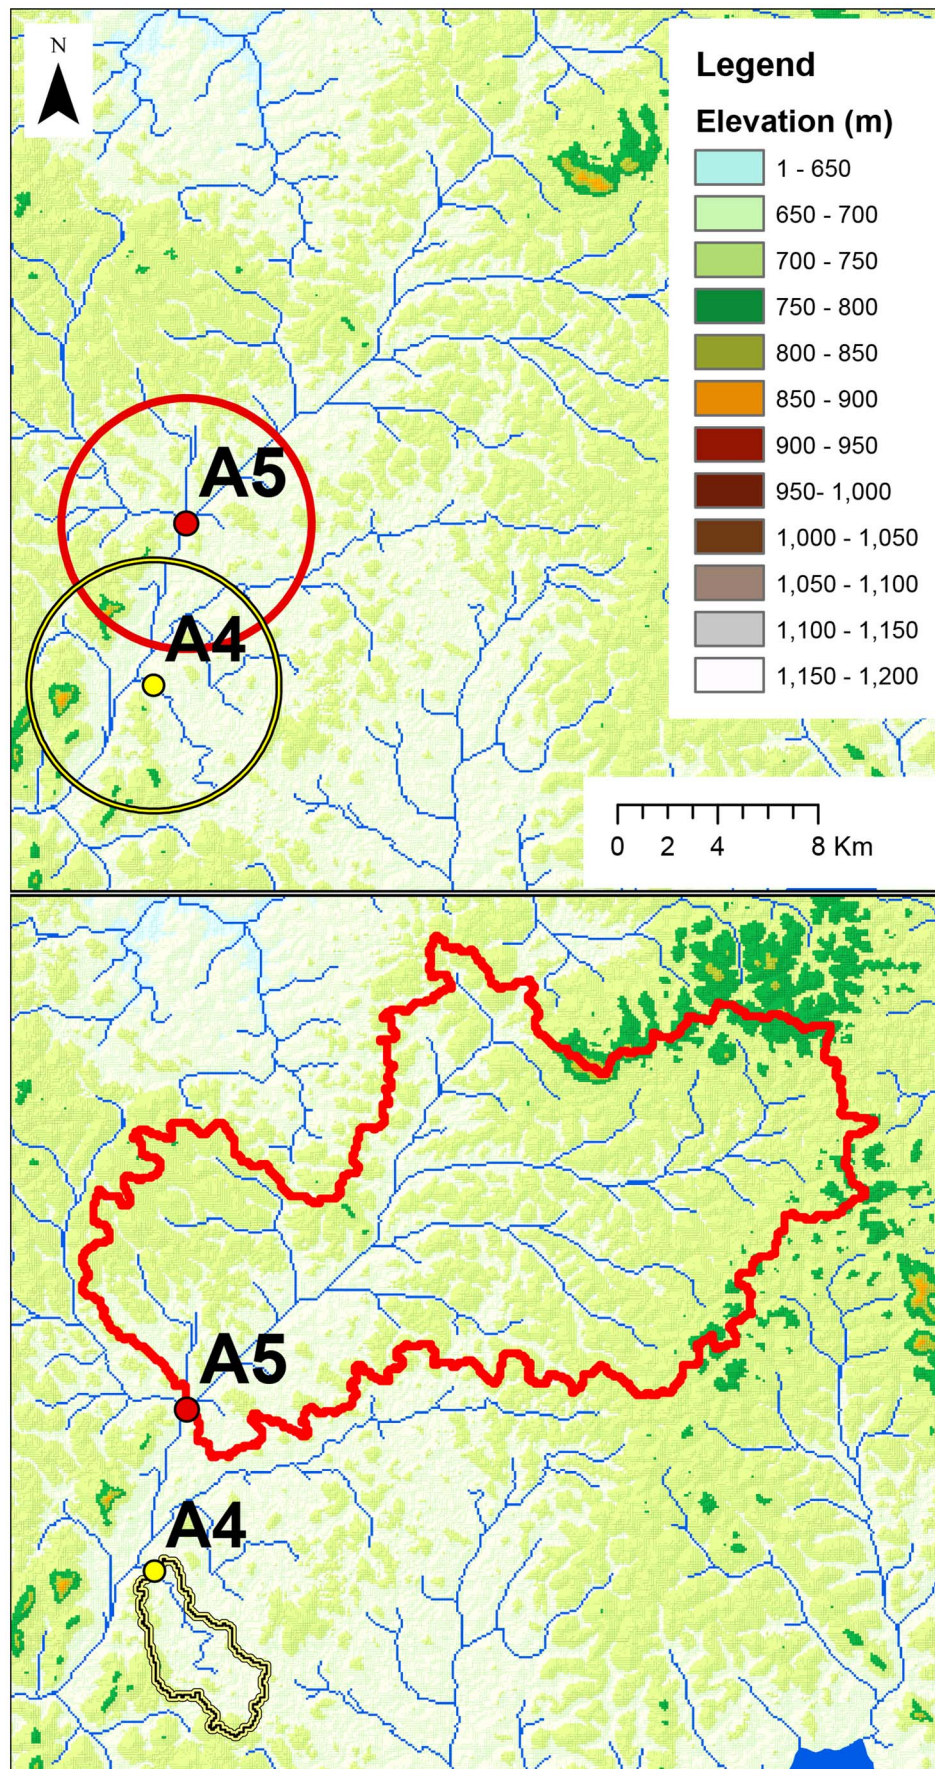 N
Legend
Elevation (m)
1 - 650
650 - 700
700 - 750
750 - 800
800 - 850
850 - 900
900 - 950
950- 1,000
1,000 - 1,050
1,050 - 1,100
1,100 - 1,150
1,150 - 1,200
A5
A4
0 2 4 8 Km
A5
A4